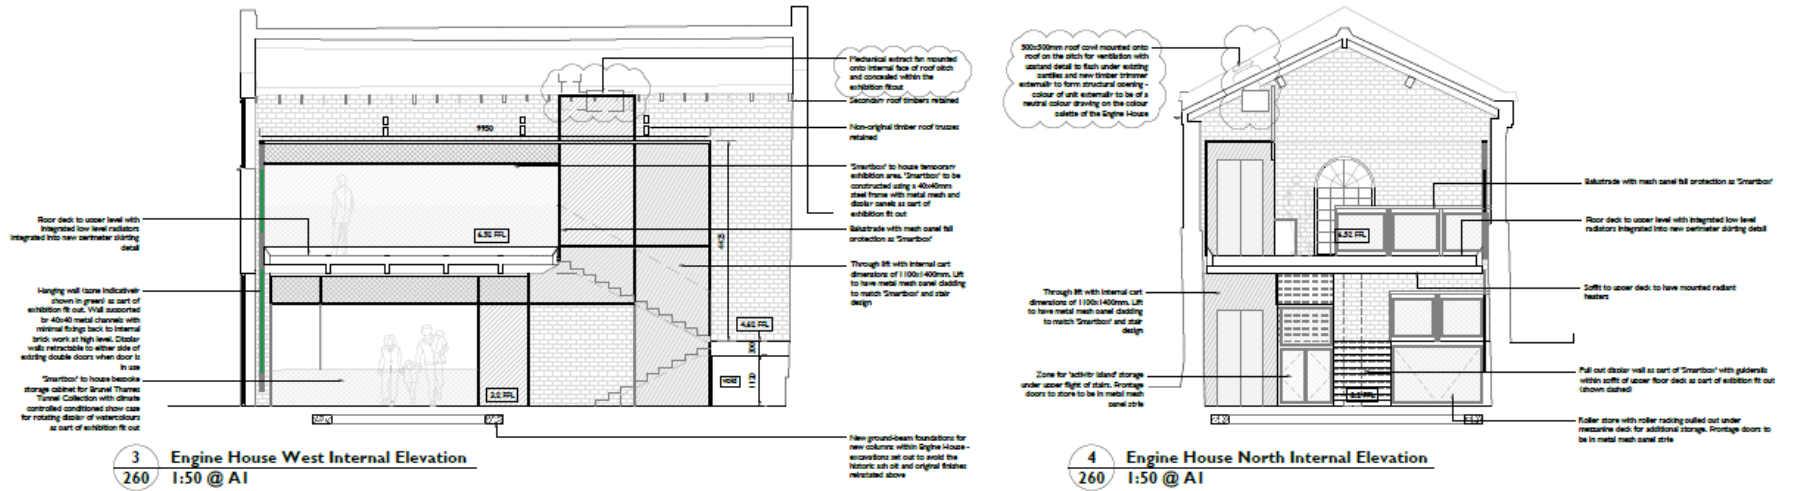 Mechanical extract fan mounted
onto internal face of roof pitch
and concealed within the
exhibition fitout
Secondary roof timbers retained
Non-original timber roof trusses
retained
9950
'Smartbox' to house temporary
exhibition area. 'Smartbox' to be
constructed using a 40x40mm
steel frame with metal mesh and
display panels as part of
exhibition fit out
Balustrade with mesh panel fall
protection as 'Smartbox'
Through lift with internal cart
dimensions of 1100x1400mm. Lift
to have metal mesh panel cladding
to match 'Smartbox' and stair
design
Floor deck to upper level with
integrated low level radiators
integrated into new perimeter skirting
detail
Hanging wall (zone indicatively
shown in green) as part of
exhibition fit out. Wall supported
by 40x40 metal channels with
minimal fixings back to internal
brick work at high level. Display
walls retractable to either side of
existing double doors when door is
in use
'Smartbox' to house bespoke
storage cabinet for Brunel Thames
Tunnel Collection with climate
controlled conditioned show case
for rotating display of watercolours
as part of exhibition fit out
6.52 FFL
4.62 FFL
void
New ground-beam foundations for
new columns within Engine House -
excavations set out to avoid the
historic ash pit and original finishes
reinstated above
3
260
Engine House West Internal Elevation
1:50 @ A1
300x300mm roof cowl mounted onto
roof on the pitch for ventilation with
upstand detail to flash under existing
pantiles and new timber trimmer
externally to form structural opening -
colour of unit externally to be of a
neutral colour drawing on the colour
palette of the Engine House
Balustrade with mesh panel fall protection as 'Smartbox'
Floor deck to upper level with integrated low level
radiators integrated into new perimeter skirting detail
6.52 FFL
Soffit to upper deck to have mounted radiant
heaters
Through lift with internal cart
dimensions of 1100x1400mm. Lift
to have metal mesh panel cladding
to match 'Smartbox' and stair
design
Zone for 'activity island' storage
under upper flight of stairs. Frontage
doors to store to be in metal mesh
panel style
Pull out display wall as part of 'Smartbox' with guiderails
within soffit of upper floor deck as part of exibition fit out
(shown dashed)
Roller store with roller racking pulled out under
mezzanine deck for additional storage. Frontage doors to
be in metal mesh panel style
4
260
Engine House North Internal Elevation
1:50 @ A1